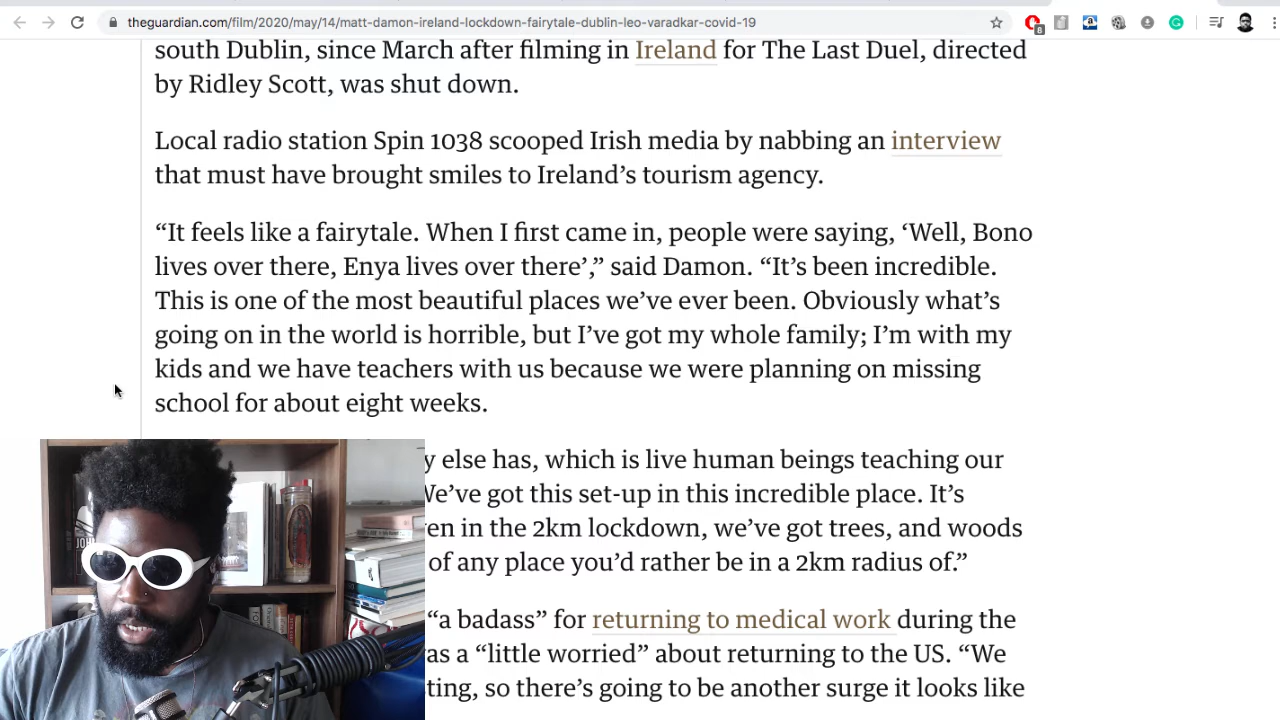 theguardian.com/film/2020/may/14/matt-damon-ireland-lockdown-fairytale-dublin-leo-varadkar-covid-19
8
south Dublin, since March after filming in Ireland for The Last Duel, directed
by Ridley Scott, was shut down.
Local radio station Spin 1038 scooped Irish media by nabbing an interview
that must have brought smiles to Ireland’s tourism agency.
“It feels like a fairytale. When I first came in, people were saying, ‘Well, Bono
lives over there, Enya lives over there’,” said Damon. “It’s been incredible.
This is one of the most beautiful places we’ve ever been. Obviously what’s
going on in the world is horrible, but I’ve got my whole family; I’m with my
kids and we have teachers with us because we were planning on missing
school for about eight weeks.
y else has, which is live human beings teaching our
We’ve got this set-up in this incredible place. It’s
en in the 2km lockdown, we’ve got trees, and woods
of any place you’d rather be in a 2km radius of.”
“a badass” for returning to medical work during the
as a “little worried” about returning to the US. “We
ting, so there’s going to be another surge it looks like